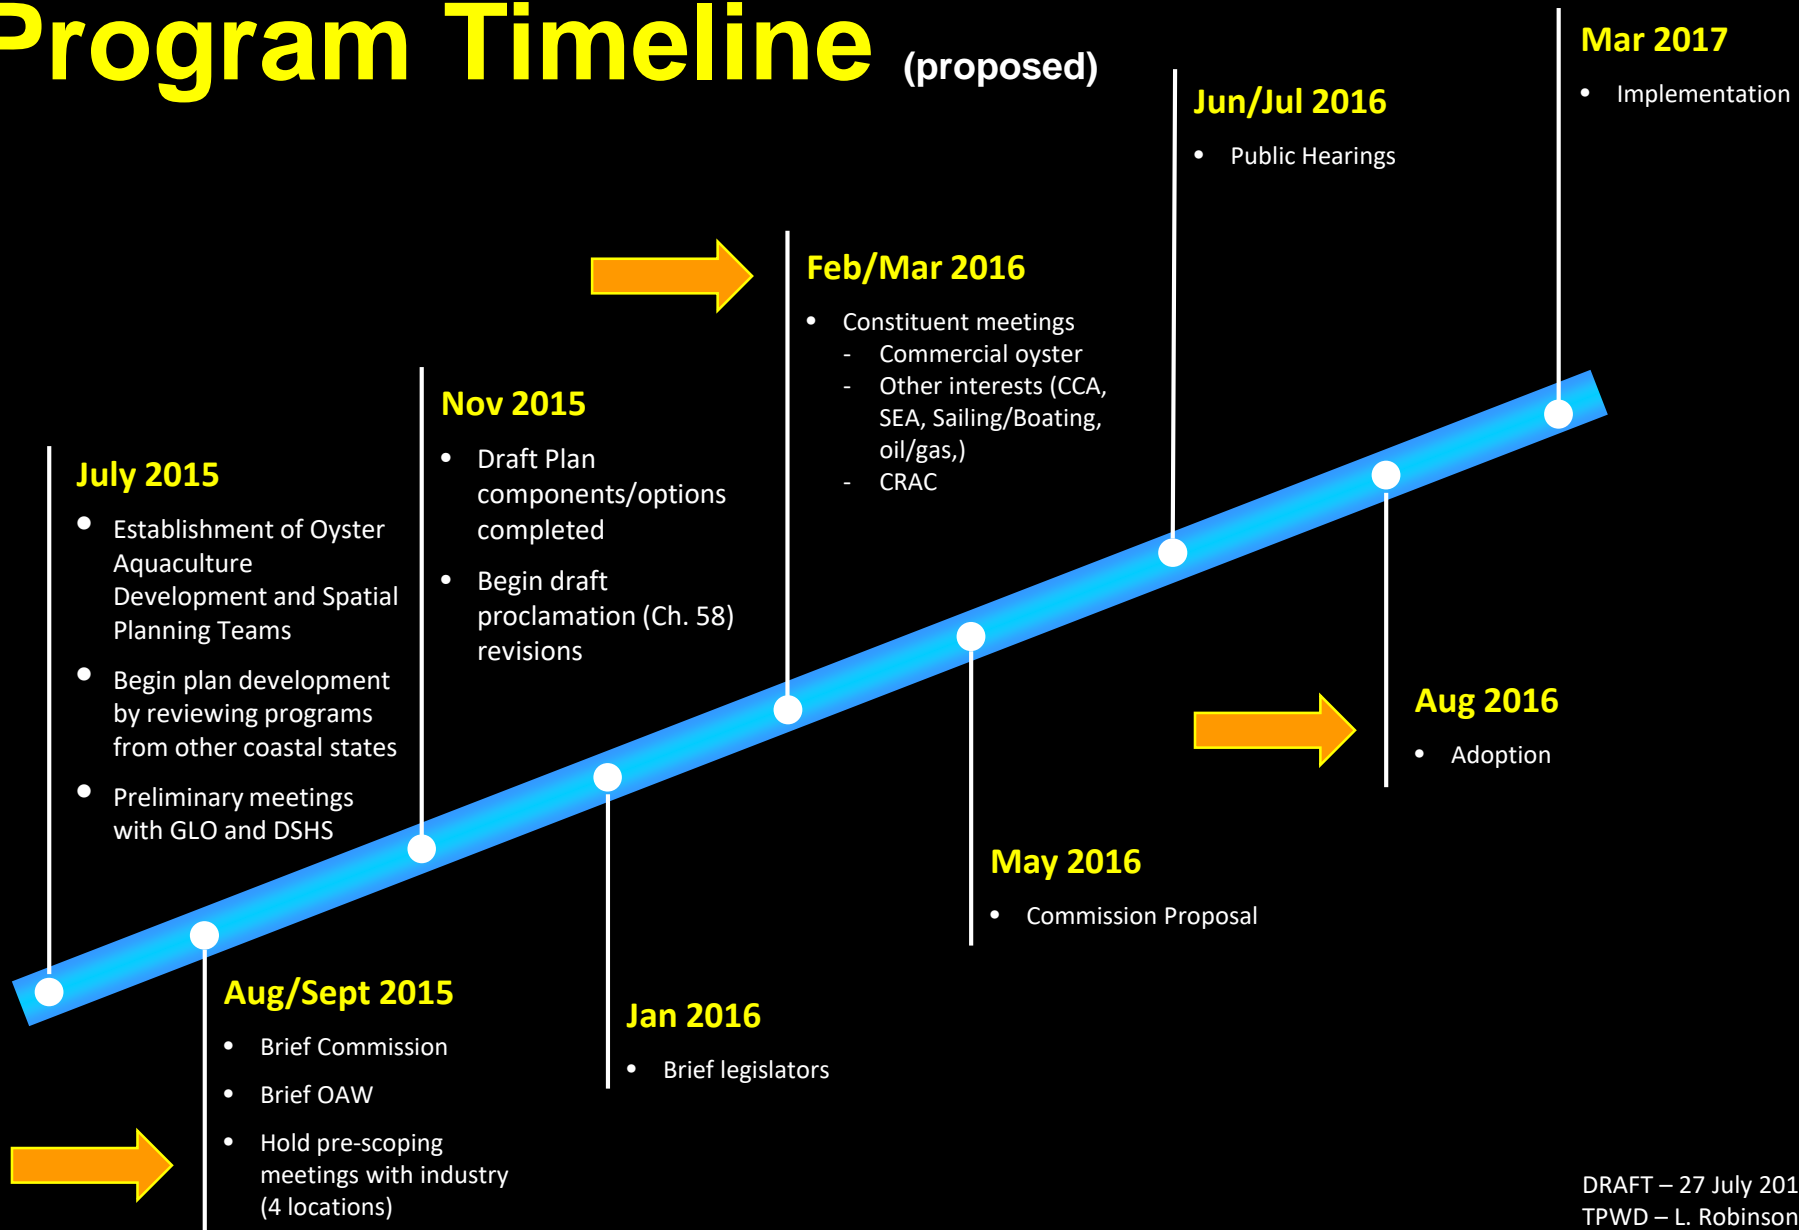 Program Timeline (proposed)
July 2015
• Establishment of Oyster
Aquaculture
Development and Spatial
Planning Teams
• Begin plan development
by reviewing programs
from other coastal states
• Preliminary meetings
with GLO and DSHS
Aug/Sept 2015
• Brief Commission
• Brief OAW
• Hold pre-scoping
meetings with industry
(4 locations)
Nov 2015
• Draft Plan
components/options
completed
• Begin draft
proclamation (Ch. 58)
revisions
Jan 2016
• Brief legislators
Feb/Mar 2016
• Constituent meetings
- Commercial oyster
- Other interests (CCA,
SEA, Sailing/Boating,
oil/gas,)
- CRAC
May 2016
• Commission Proposal
Jun/Jul 2016
• Public Hearings
Aug 2016
• Adoption
Mar 2017
• Implementation
DRAFT – 27 July 201
TPWD – L. Robinson